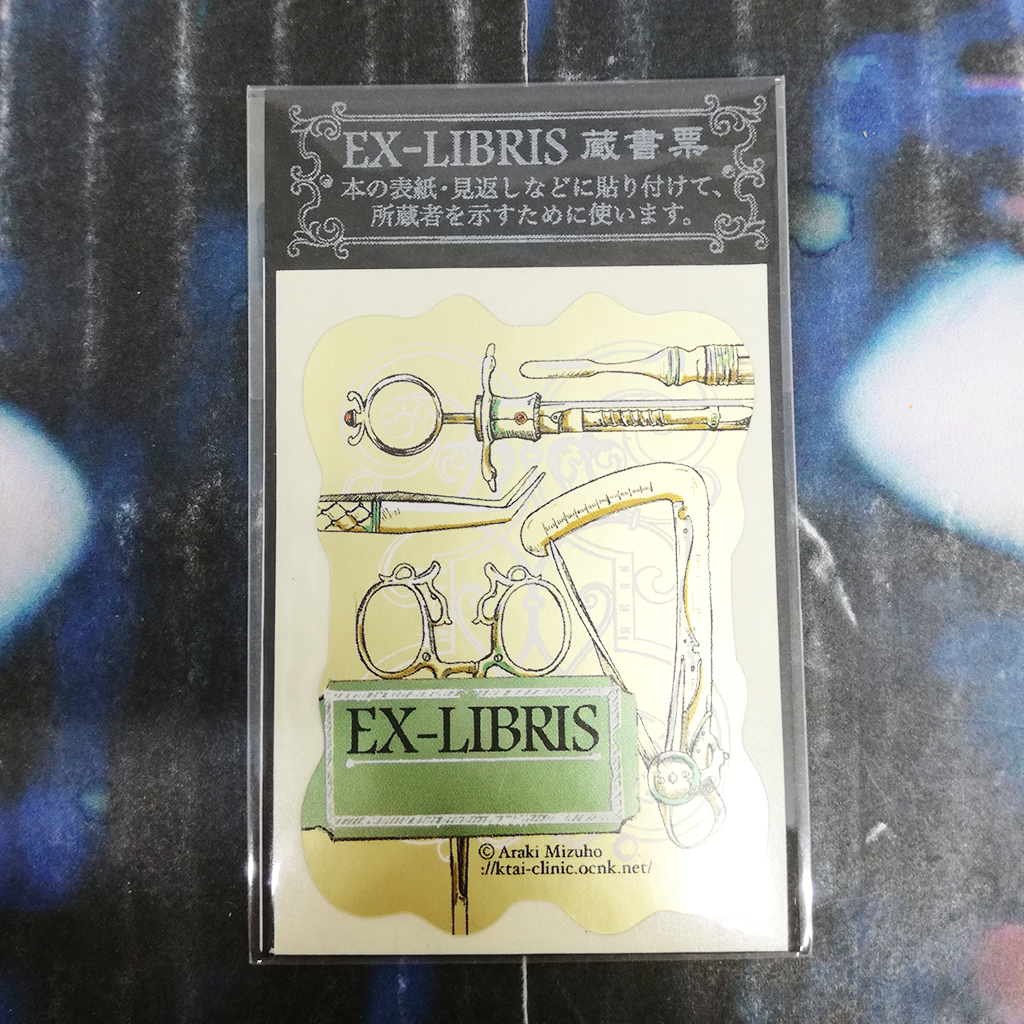 EX-LIBRIS 蔵書票
本の表紙・見返しなどに貼り付けて、
所蔵者を示すために使います。
EX-LIBRIS
© Araki Mizuho
://ktai-clinic.ocnk.net/